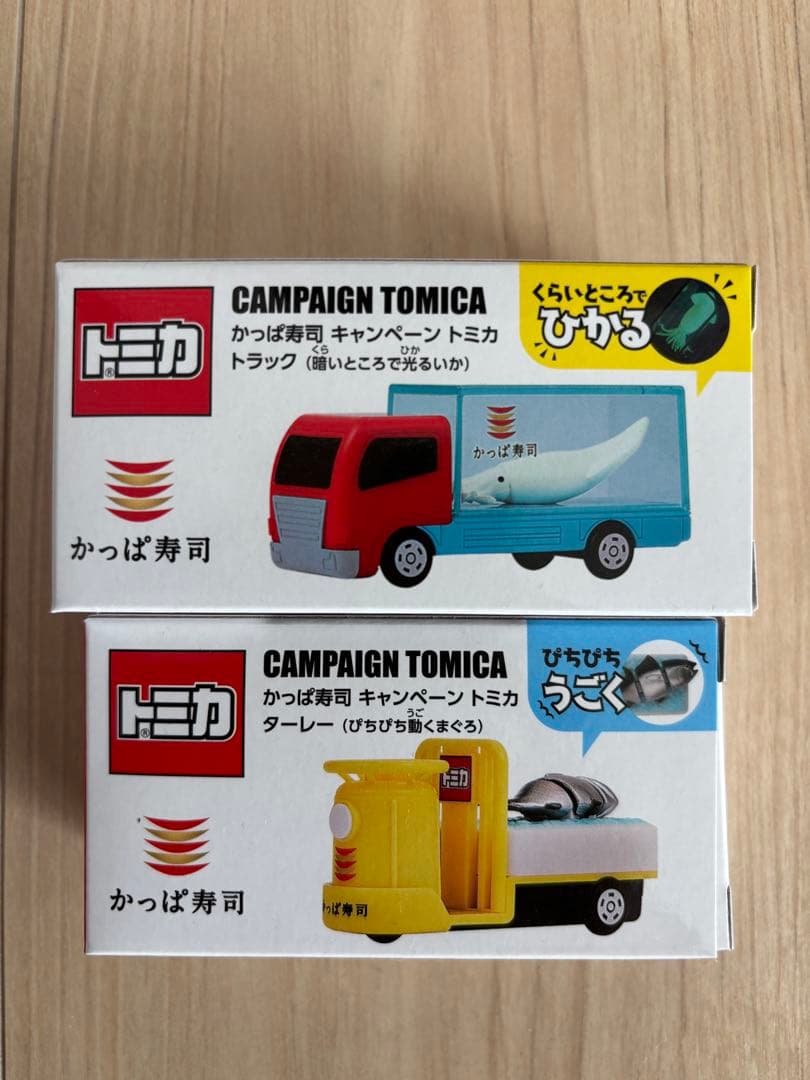 トミカ®
CAMPAIGN TOMICA
かっぱ寿司 キャンペーン トミカ
くら ひか
トラック（暗いところで光るいか）
くらいところで
ひかる
かっぱ寿司
かっぱ寿司
トミカ®
CAMPAIGN TOMICA
かっぱ寿司 キャンペーン トミカ
うご
ターレー（ぴちぴち動くまぐろ）
ぴちぴち
うごく
トミカ
かっぱ寿司
かっぱ寿司